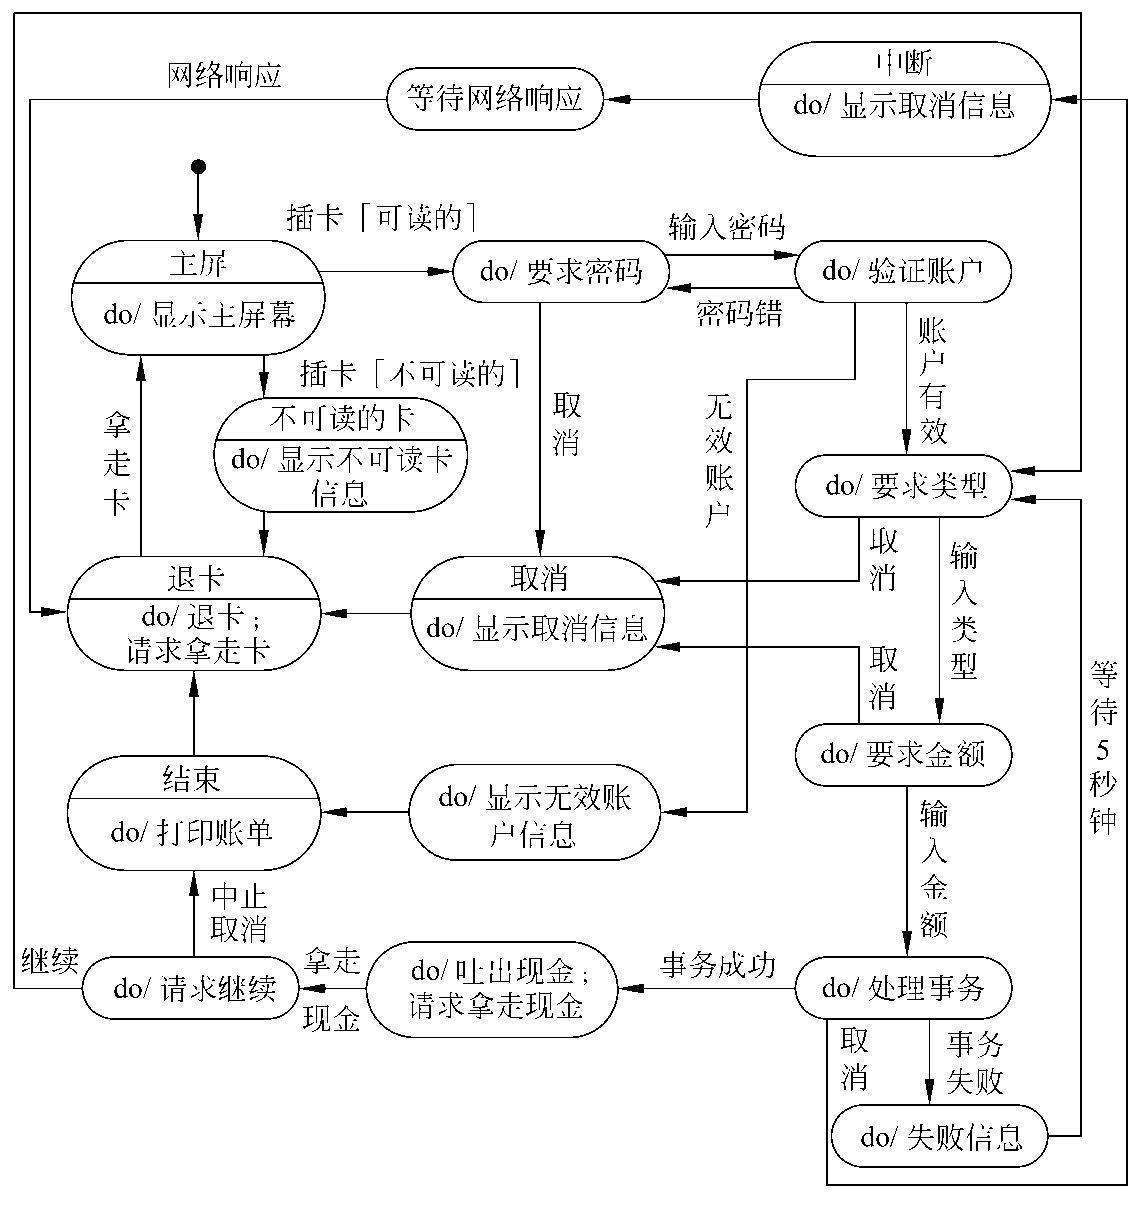 中断
网络响应
等待网络响应
do/ 显示取消信息
插卡「可读的」
输入密码
主屏
do/ 要求密码
do/ 验证账户
密码错
do/ 显示主屏幕
账户有效
插卡「不可读的」
取消
无效账户
拿走卡
不可读的卡
do/ 显示不可读卡
信息
do/ 要求类型
取消
输入类型
退卡
取消
do/ 退卡；
请求拿走卡
do/ 显示取消信息
取消
等待5秒钟
do/ 要求金额
结束
do/ 显示无效账
户信息
do/ 打印账单
输入金额
中止
取消
继续
拿走
现金
do/ 吐出现金；
请求拿走现金
事务成功
do/ 请求继续
do/ 处理事务
取消
事务
失败
do/ 失败信息